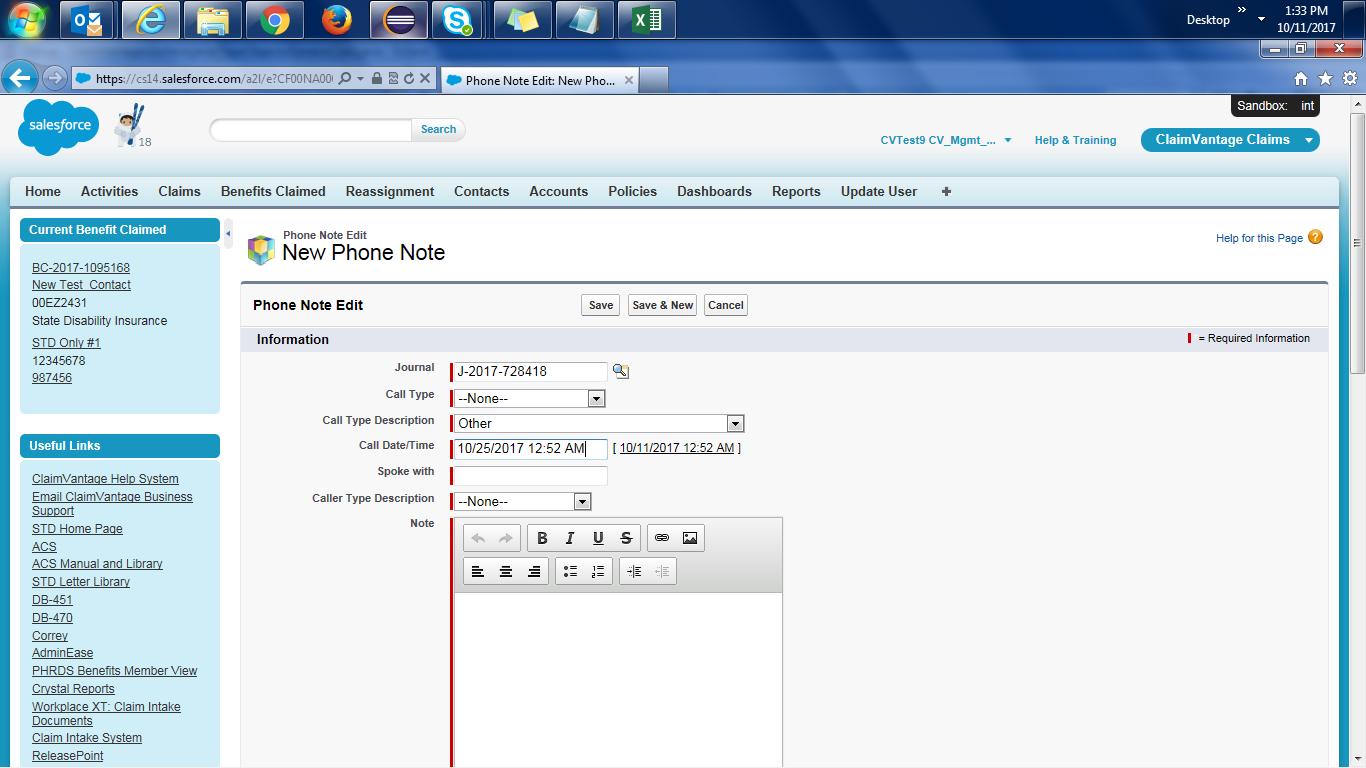 1:33 PM
Desktop
10/11/2017
https://cs14.salesforce.com/a2l/e?CF00NA00
Phone Note Edit: New Pho...
Sandbox: int
salesforce
18
Search
CVTest9 CV_Mgmt_...
Help & Training
ClaimVantage Claims
Home Activities Claims Benefits Claimed Reassignment Contacts Accounts Policies Dashboards Reports Update User +
Current Benefit Claimed
BC-2017-1095168
New Test_Contact
00EZ2431
State Disability Insurance
STD Only #1
12345678
987456
Useful Links
ClaimVantage Help System
Email ClaimVantage Business
Support
STD Home Page
ACS
ACS Manual and Library
STD Letter Library
DB-451
DB-470
Correy
AdminEase
PHRDS Benefits Member View
Crystal Reports
Workplace XT: Claim Intake
Documents
Claim Intake System
ReleasePoint
Phone Note Edit
New Phone Note
Help for this Page
Phone Note Edit
Save
Save & New
Cancel
Information
= Required Information
Journal J-2017-728418
Call Type --None--
Call Type Description Other
Call Date/Time 10/25/2017 12:52 AM [ 10/11/2017 12:52 AM ]
Spoke with
Caller Type Description --None--
Note
B I U S